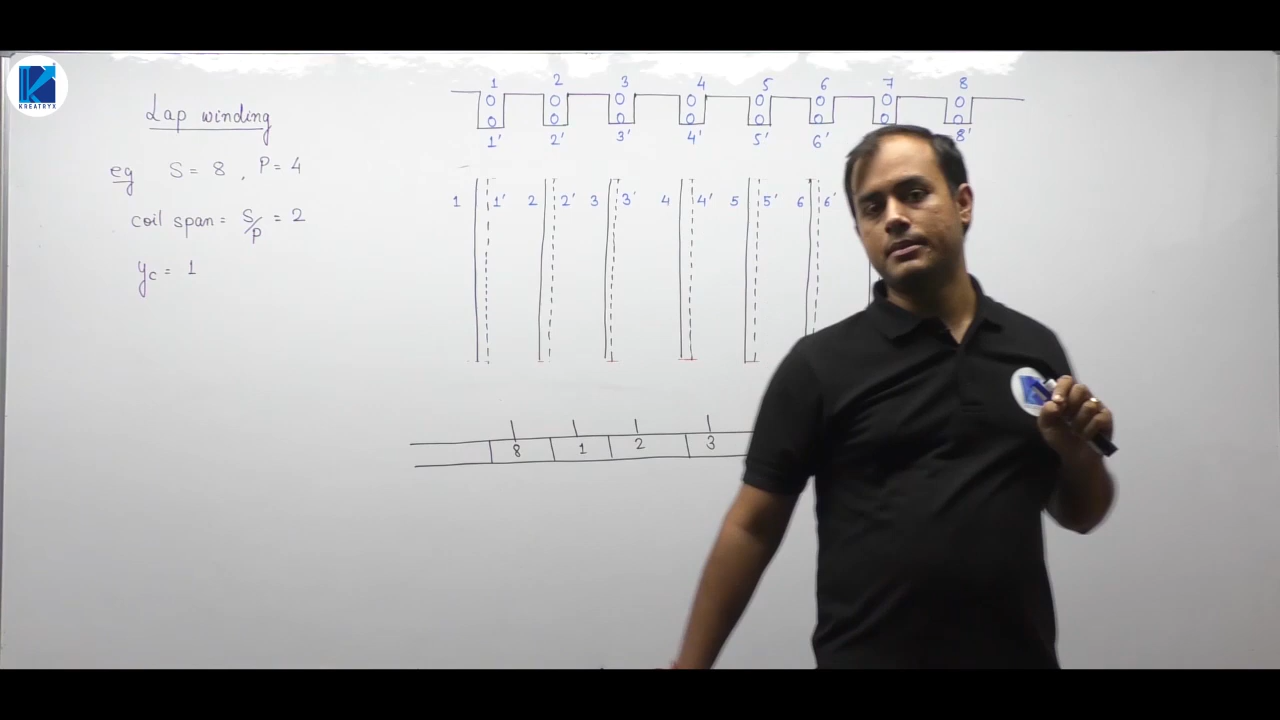 KREATRYX
Lap winding
eg S = 8 , P = 4
coil span = S/P = 2
yc = 1
1 2 3 4 5 6 7 8
1' 2' 3' 4' 5' 6' 8'
1 1' 2 2' 3 3' 4 4' 5 5' 6 6'
8 1 2 3